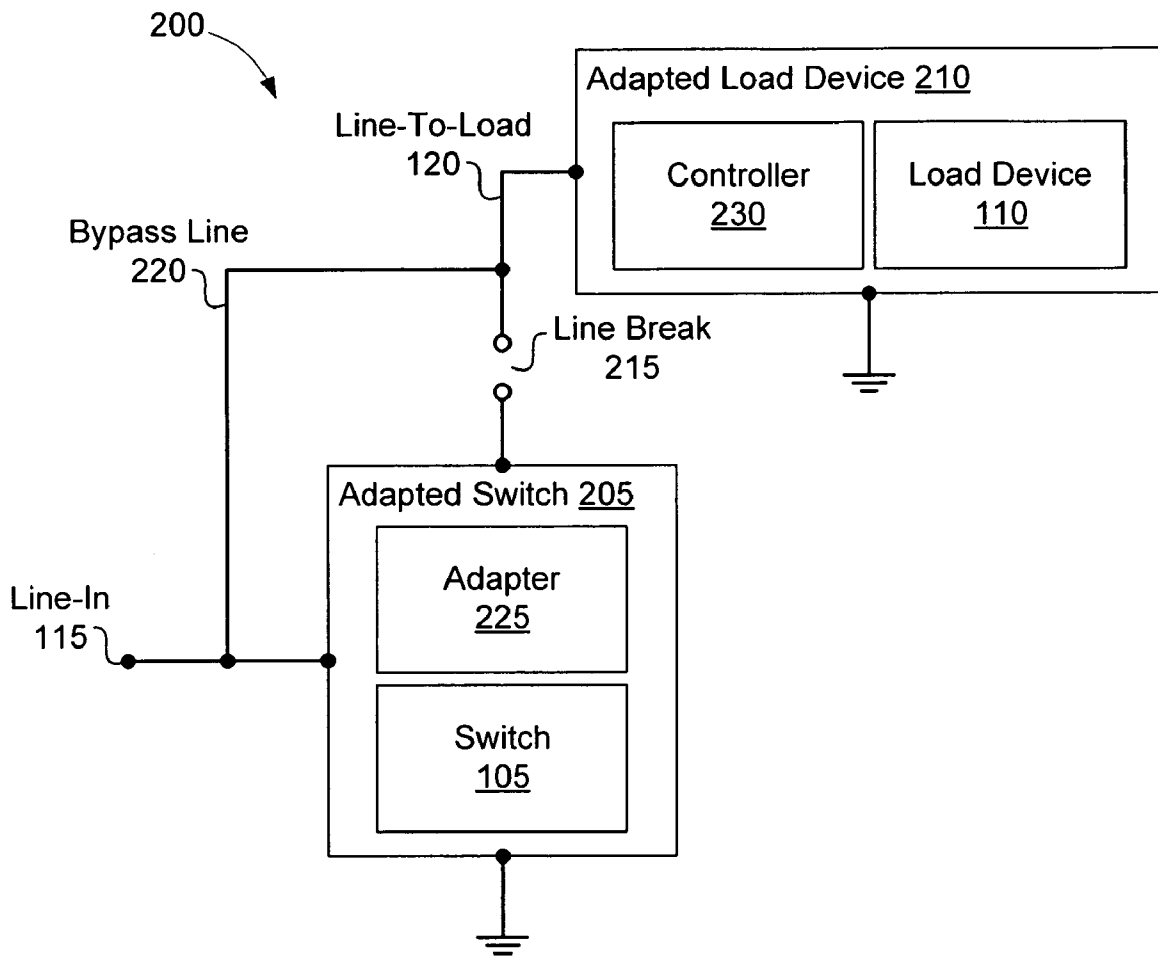 200
Adapted Load Device 210
Line-To-Load
120
Controller
230
Load Device
110
Bypass Line
220
Line Break
215
Adapted Switch 205
Adapter
225
Line-In
115
Switch
105